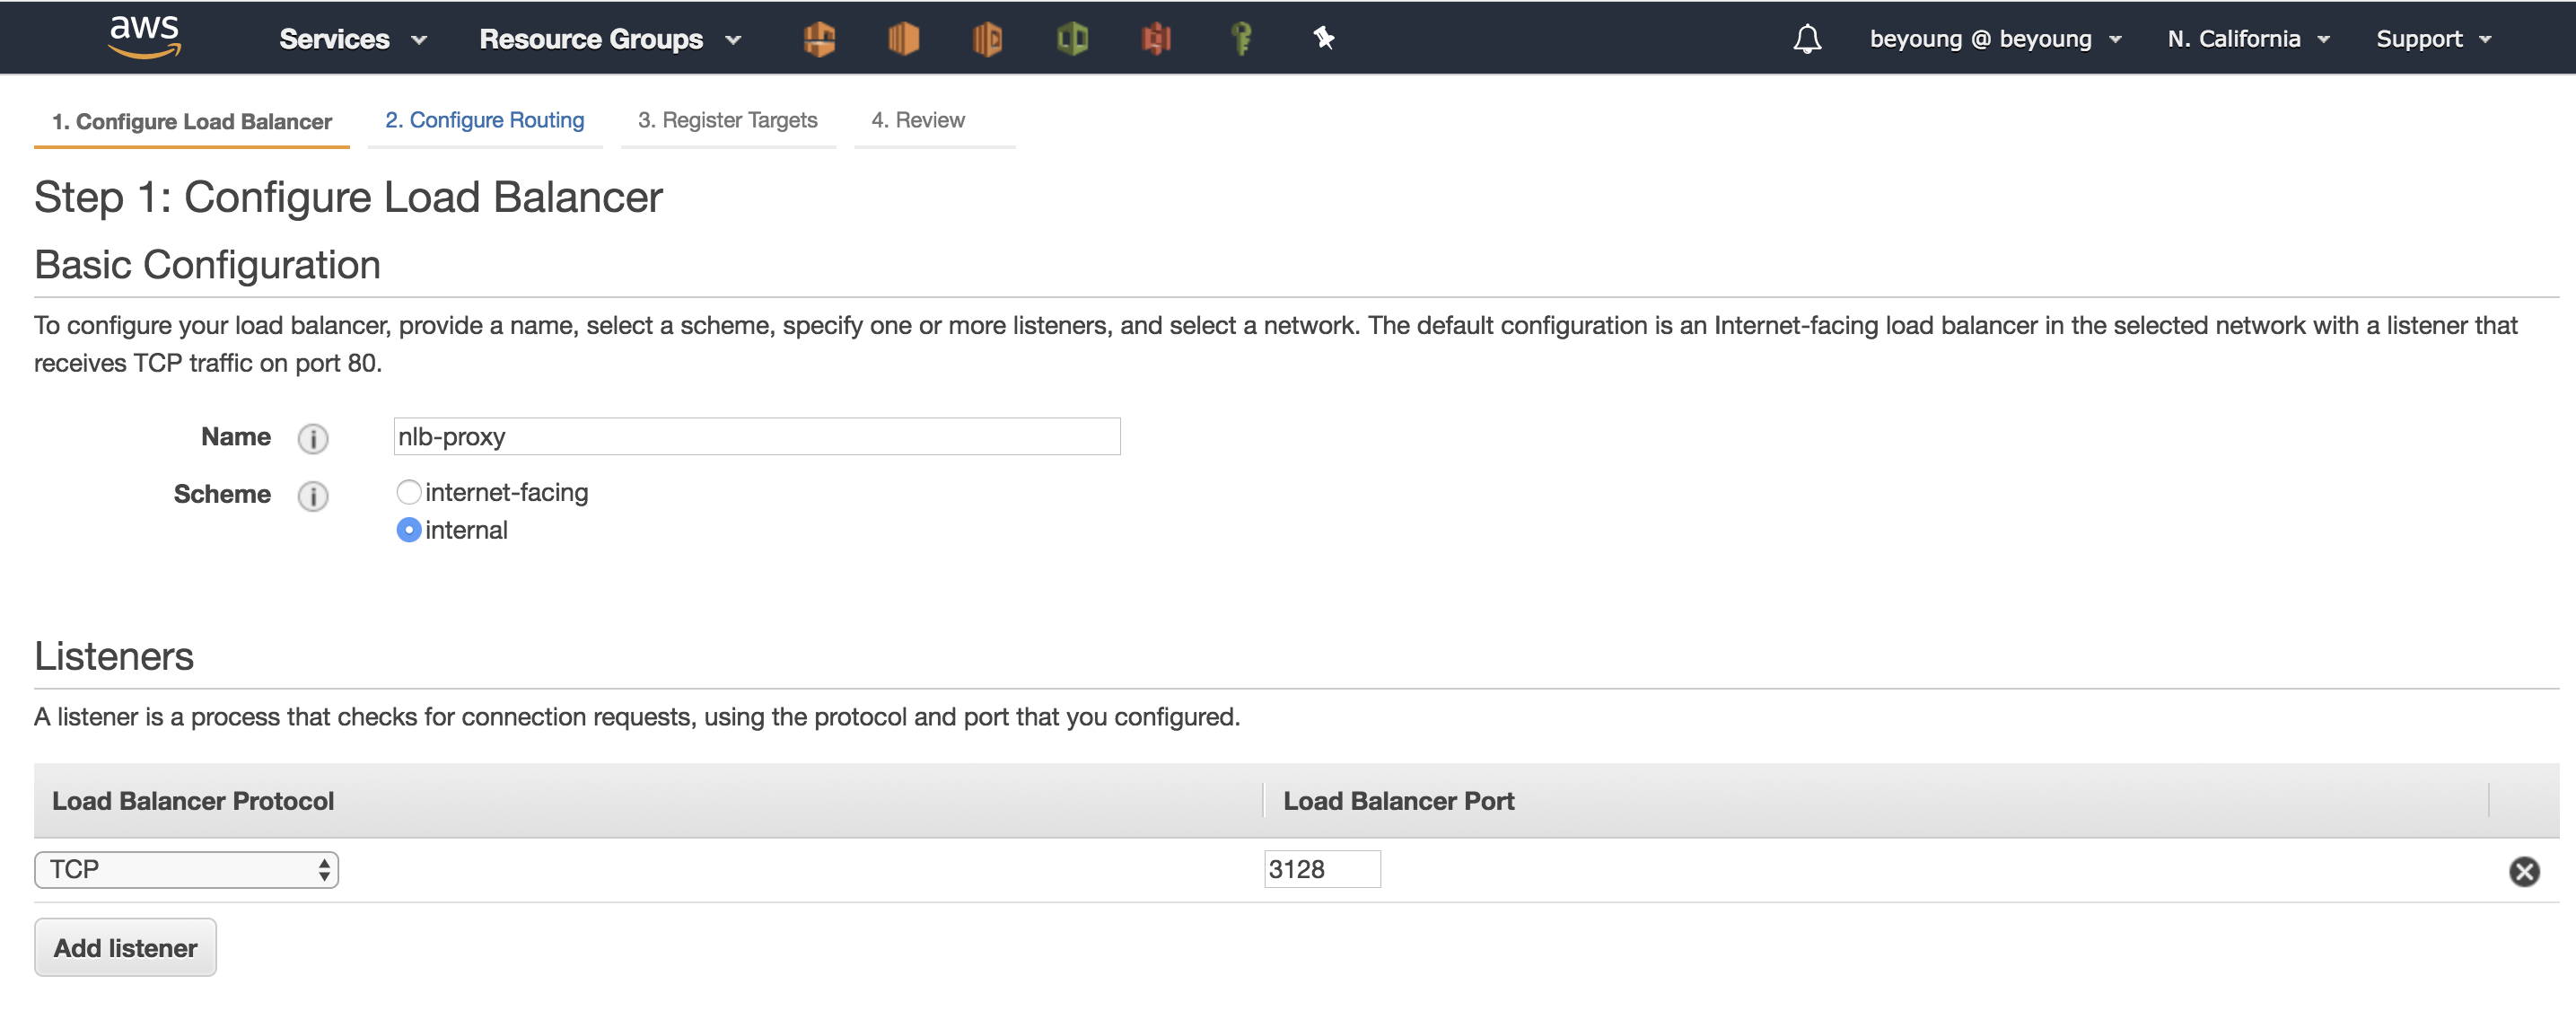 aws Services Resource Groups beyoung @ beyoung N. California Support
1. Configure Load Balancer 2. Configure Routing 3. Register Targets 4. Review
Step 1: Configure Load Balancer
Basic Configuration
To configure your load balancer, provide a name, select a scheme, specify one or more listeners, and select a network. The default configuration is an Internet-facing load balancer in the selected network with a listener that
receives TCP traffic on port 80.
Name i nlb-proxy
Scheme i internet-facing
internal
Listeners
A listener is a process that checks for connection requests, using the protocol and port that you configured.
Load Balancer Protocol Load Balancer Port
TCP 3128
Add listener